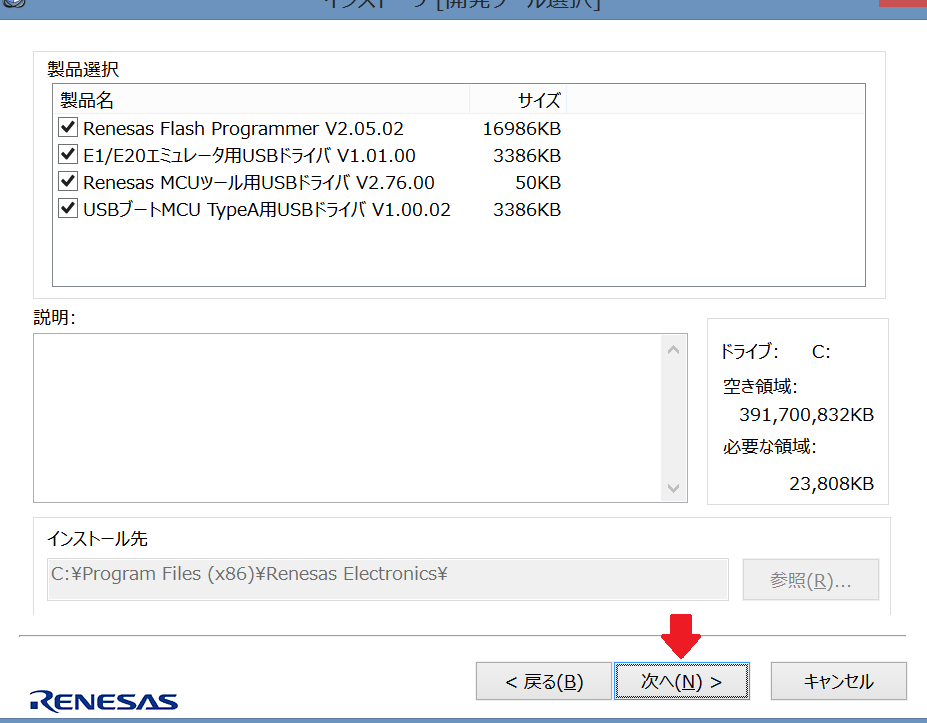 インストーラ [開発ツール選択]
製品選択
製品名 サイズ
Renesas Flash Programmer V2.05.02 16986KB
E1/E20エミュレータ用USBドライバ V1.01.00 3386KB
Renesas MCUツール用USBドライバ V2.76.00 50KB
USBブートMCU TypeA用USBドライバ V1.00.02 3386KB
説明:
ドライブ: C:
空き領域:
391,700,832KB
必要な領域:
23,808KB
インストール先
C:¥Program Files (x86)¥Renesas Electronics¥
参照(R)...
< 戻る(B) 次へ(N) > キャンセル
RENESAS